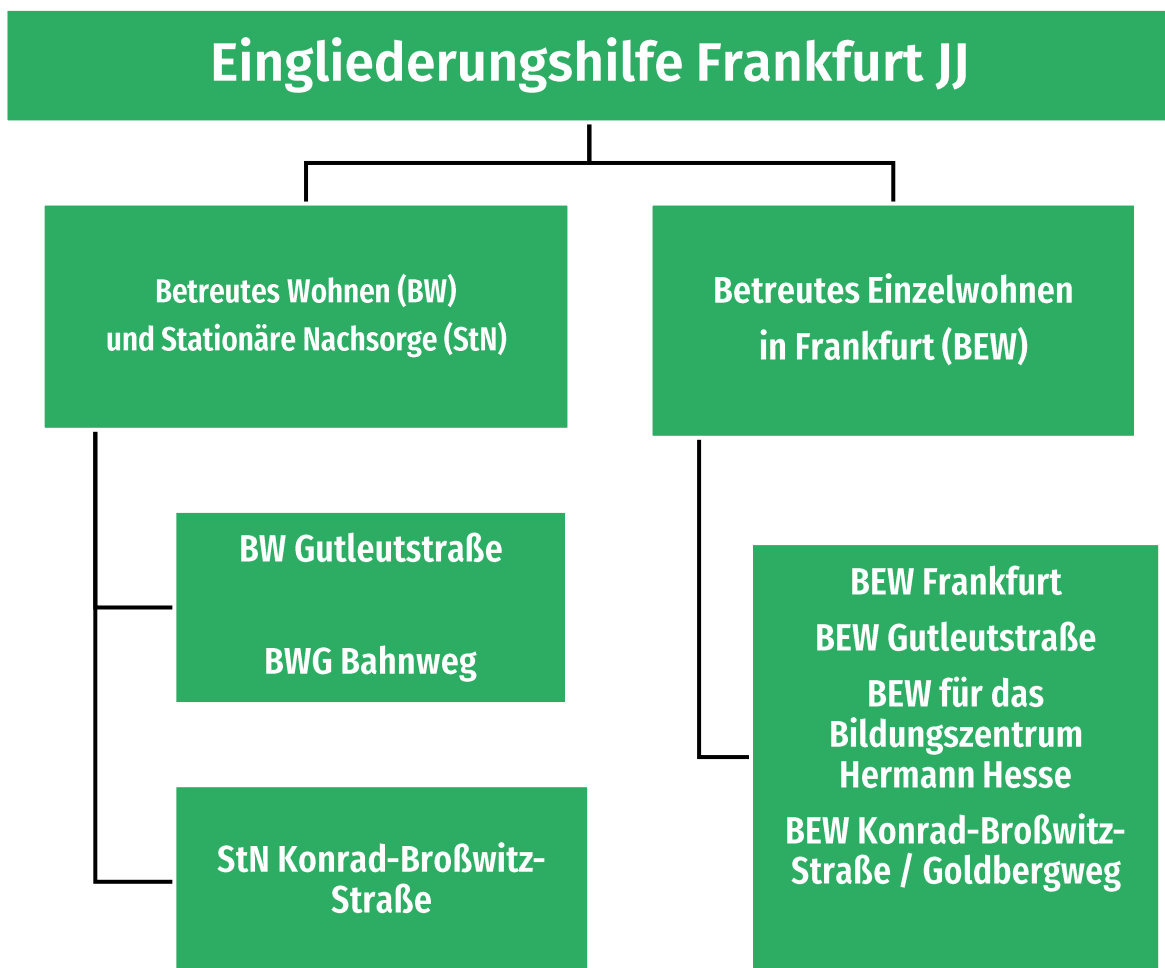 Eingliederungshilfe Frankfurt JJ
Betreutes Wohnen (BW)
und Stationäre Nachsorge (StN)
Betreutes Einzelwohnen
in Frankfurt (BEW)
BW Gutleutstraße
BWG Bahnweg
StN Konrad-Broßwitz-
Straße
BEW Frankfurt
BEW Gutleutstraße
BEW für das
Bildungszentrum
Hermann Hesse
BEW Konrad-Broßwitz-
Straße / Goldbergweg